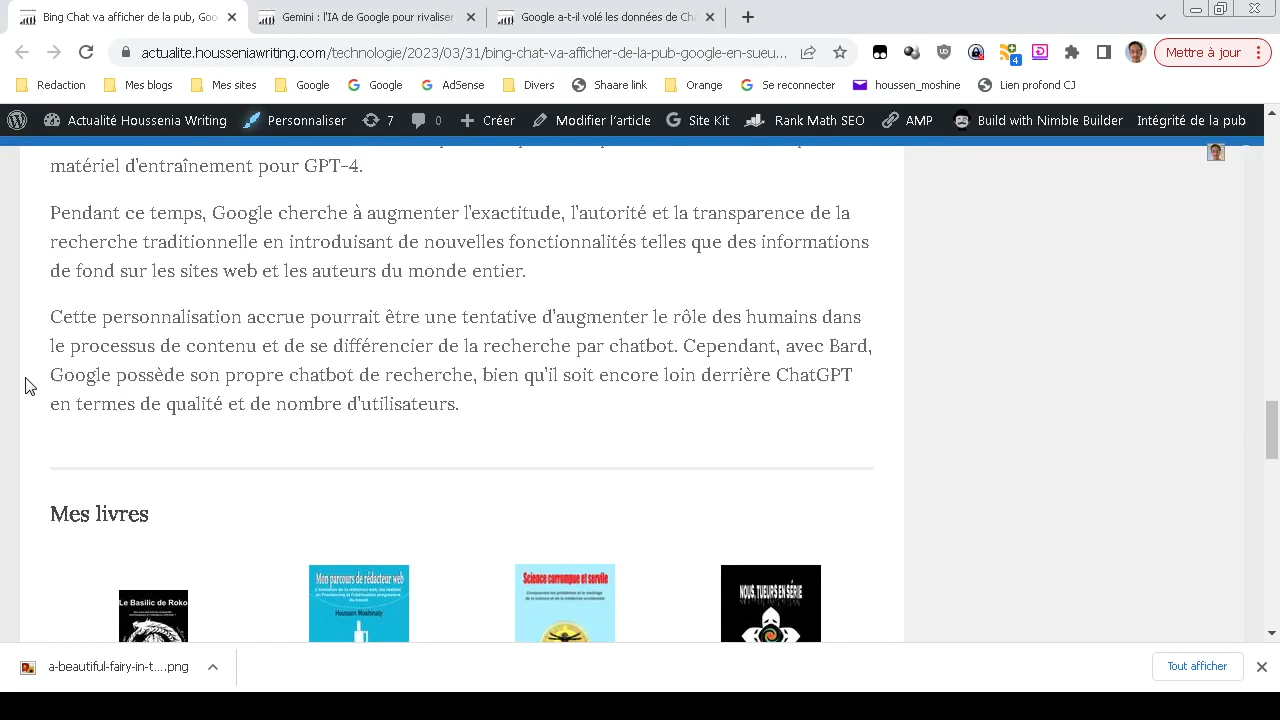 Bing Chat va afficher de la pub, Goo
Gemini : l'IA de Google pour rivaliser
Google a-t-il volé les données de Ch
actualite.housseniawriting.com/technologie/2023/03/31/bing-chat-va-afficher-de-la-pub-google-en-sueu...
4
Mettre à jour
Redaction
Mes blogs
Mes sites
Google
Google
AdSense
Divers
Shaare link
Orange
Se reconnecter
houssen_moshine
Lien profond CJ
Actualité Houssenia Writing
Personnaliser
7
0
Créer
Modifier l'article
Site Kit
Rank Math SEO
AMP
Build with Nimble Builder
Intégrité de la pub
matériel d'entraînement pour GPT-4.
Pendant ce temps, Google cherche à augmenter l'exactitude, l'autorité et la transparence de la
recherche traditionnelle en introduisant de nouvelles fonctionnalités telles que des informations
de fond sur les sites web et les auteurs du monde entier.
Cette personnalisation accrue pourrait être une tentative d'augmenter le rôle des humains dans
le processus de contenu et de se différencier de la recherche par chatbot. Cependant, avec Bard,
Google possède son propre chatbot de recherche, bien qu'il soit encore loin derrière ChatGPT
en termes de qualité et de nombre d'utilisateurs.
Mes livres
Le Basilic de Roko
Mon parcours de rédacteur web
Houssen Moshinaly
Science corrompue et servile
NOUS, TUEURS EN SÉRIE
a-beautiful-fairy-in-t....png
Tout afficher